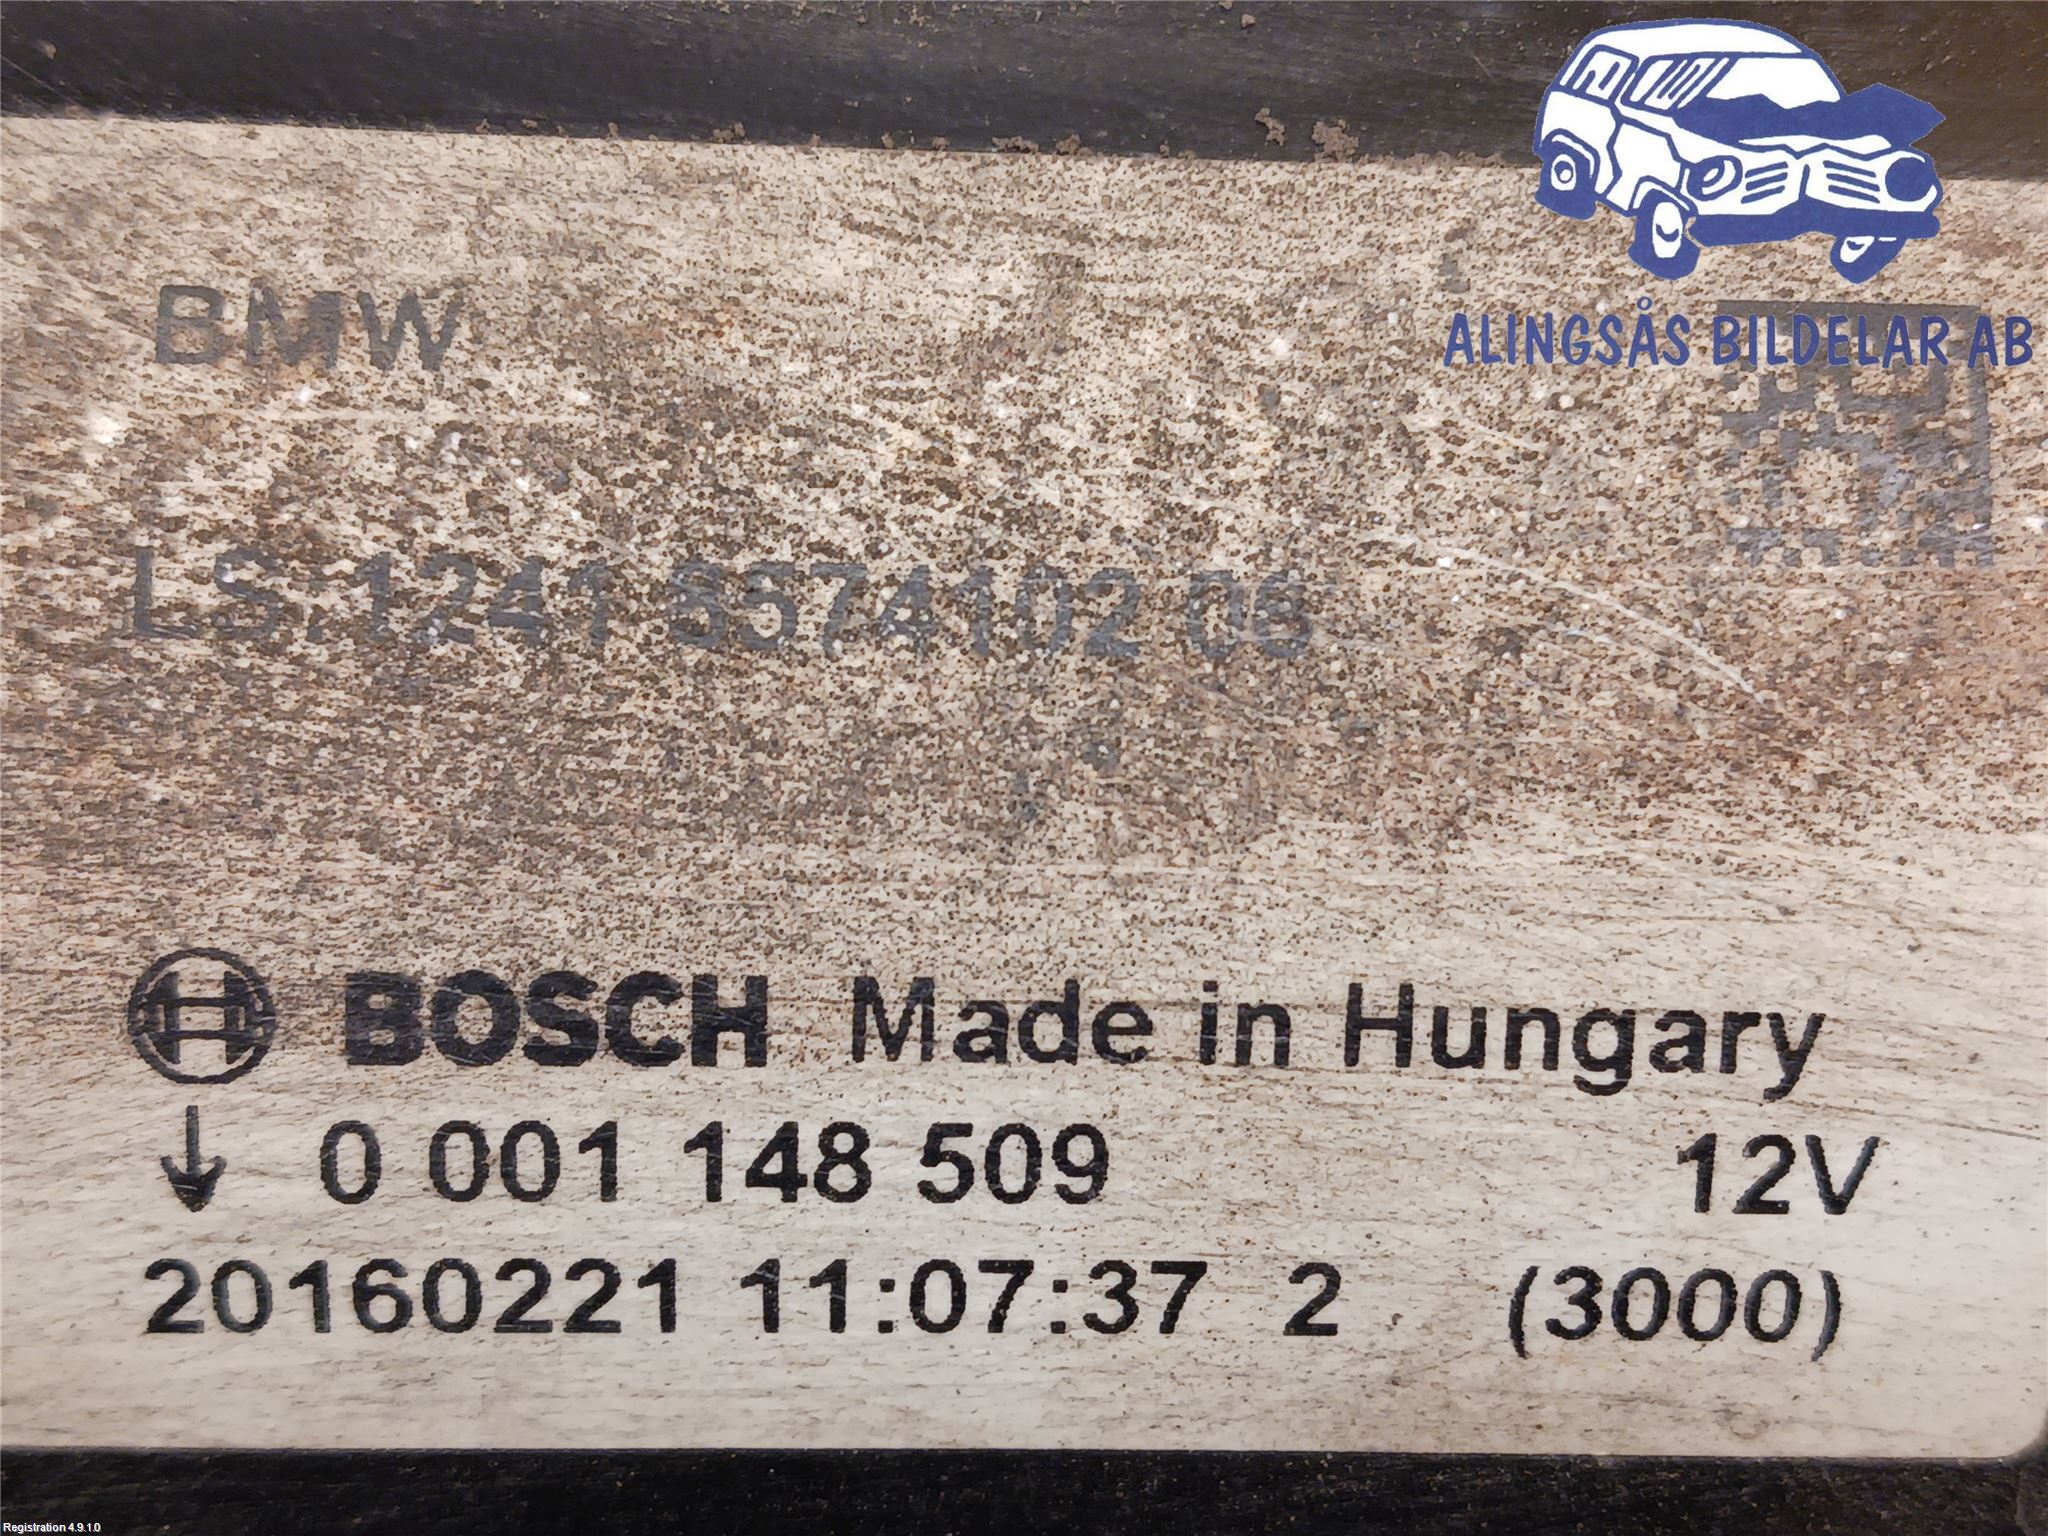 ALINGSÅS BILDELAR AB
BMW
LS.1241 8574102 06
BOSCH Made in Hungary
↓ 0 001 148 509 12V
20160221 11:07:37 2 (3000)
Registration 4.9.1.0